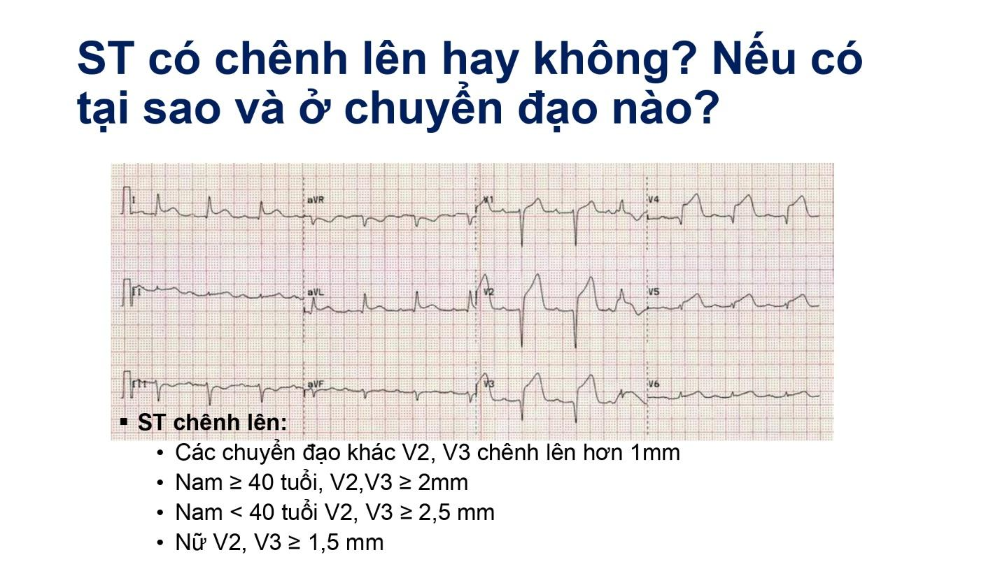 ST có chênh lên hay không? Nếu có
tại sao và ở chuyển đạo nào?
I
aVR
V1
V4
II
aVL
V2
V5
III
aVF
V3
V6
▪ ST chênh lên:
• Các chuyển đạo khác V2, V3 chênh lên hơn 1mm
• Nam ≥ 40 tuổi, V2,V3 ≥ 2mm
• Nam < 40 tuổi V2, V3 ≥ 2,5 mm
• Nữ V2, V3 ≥ 1,5 mm